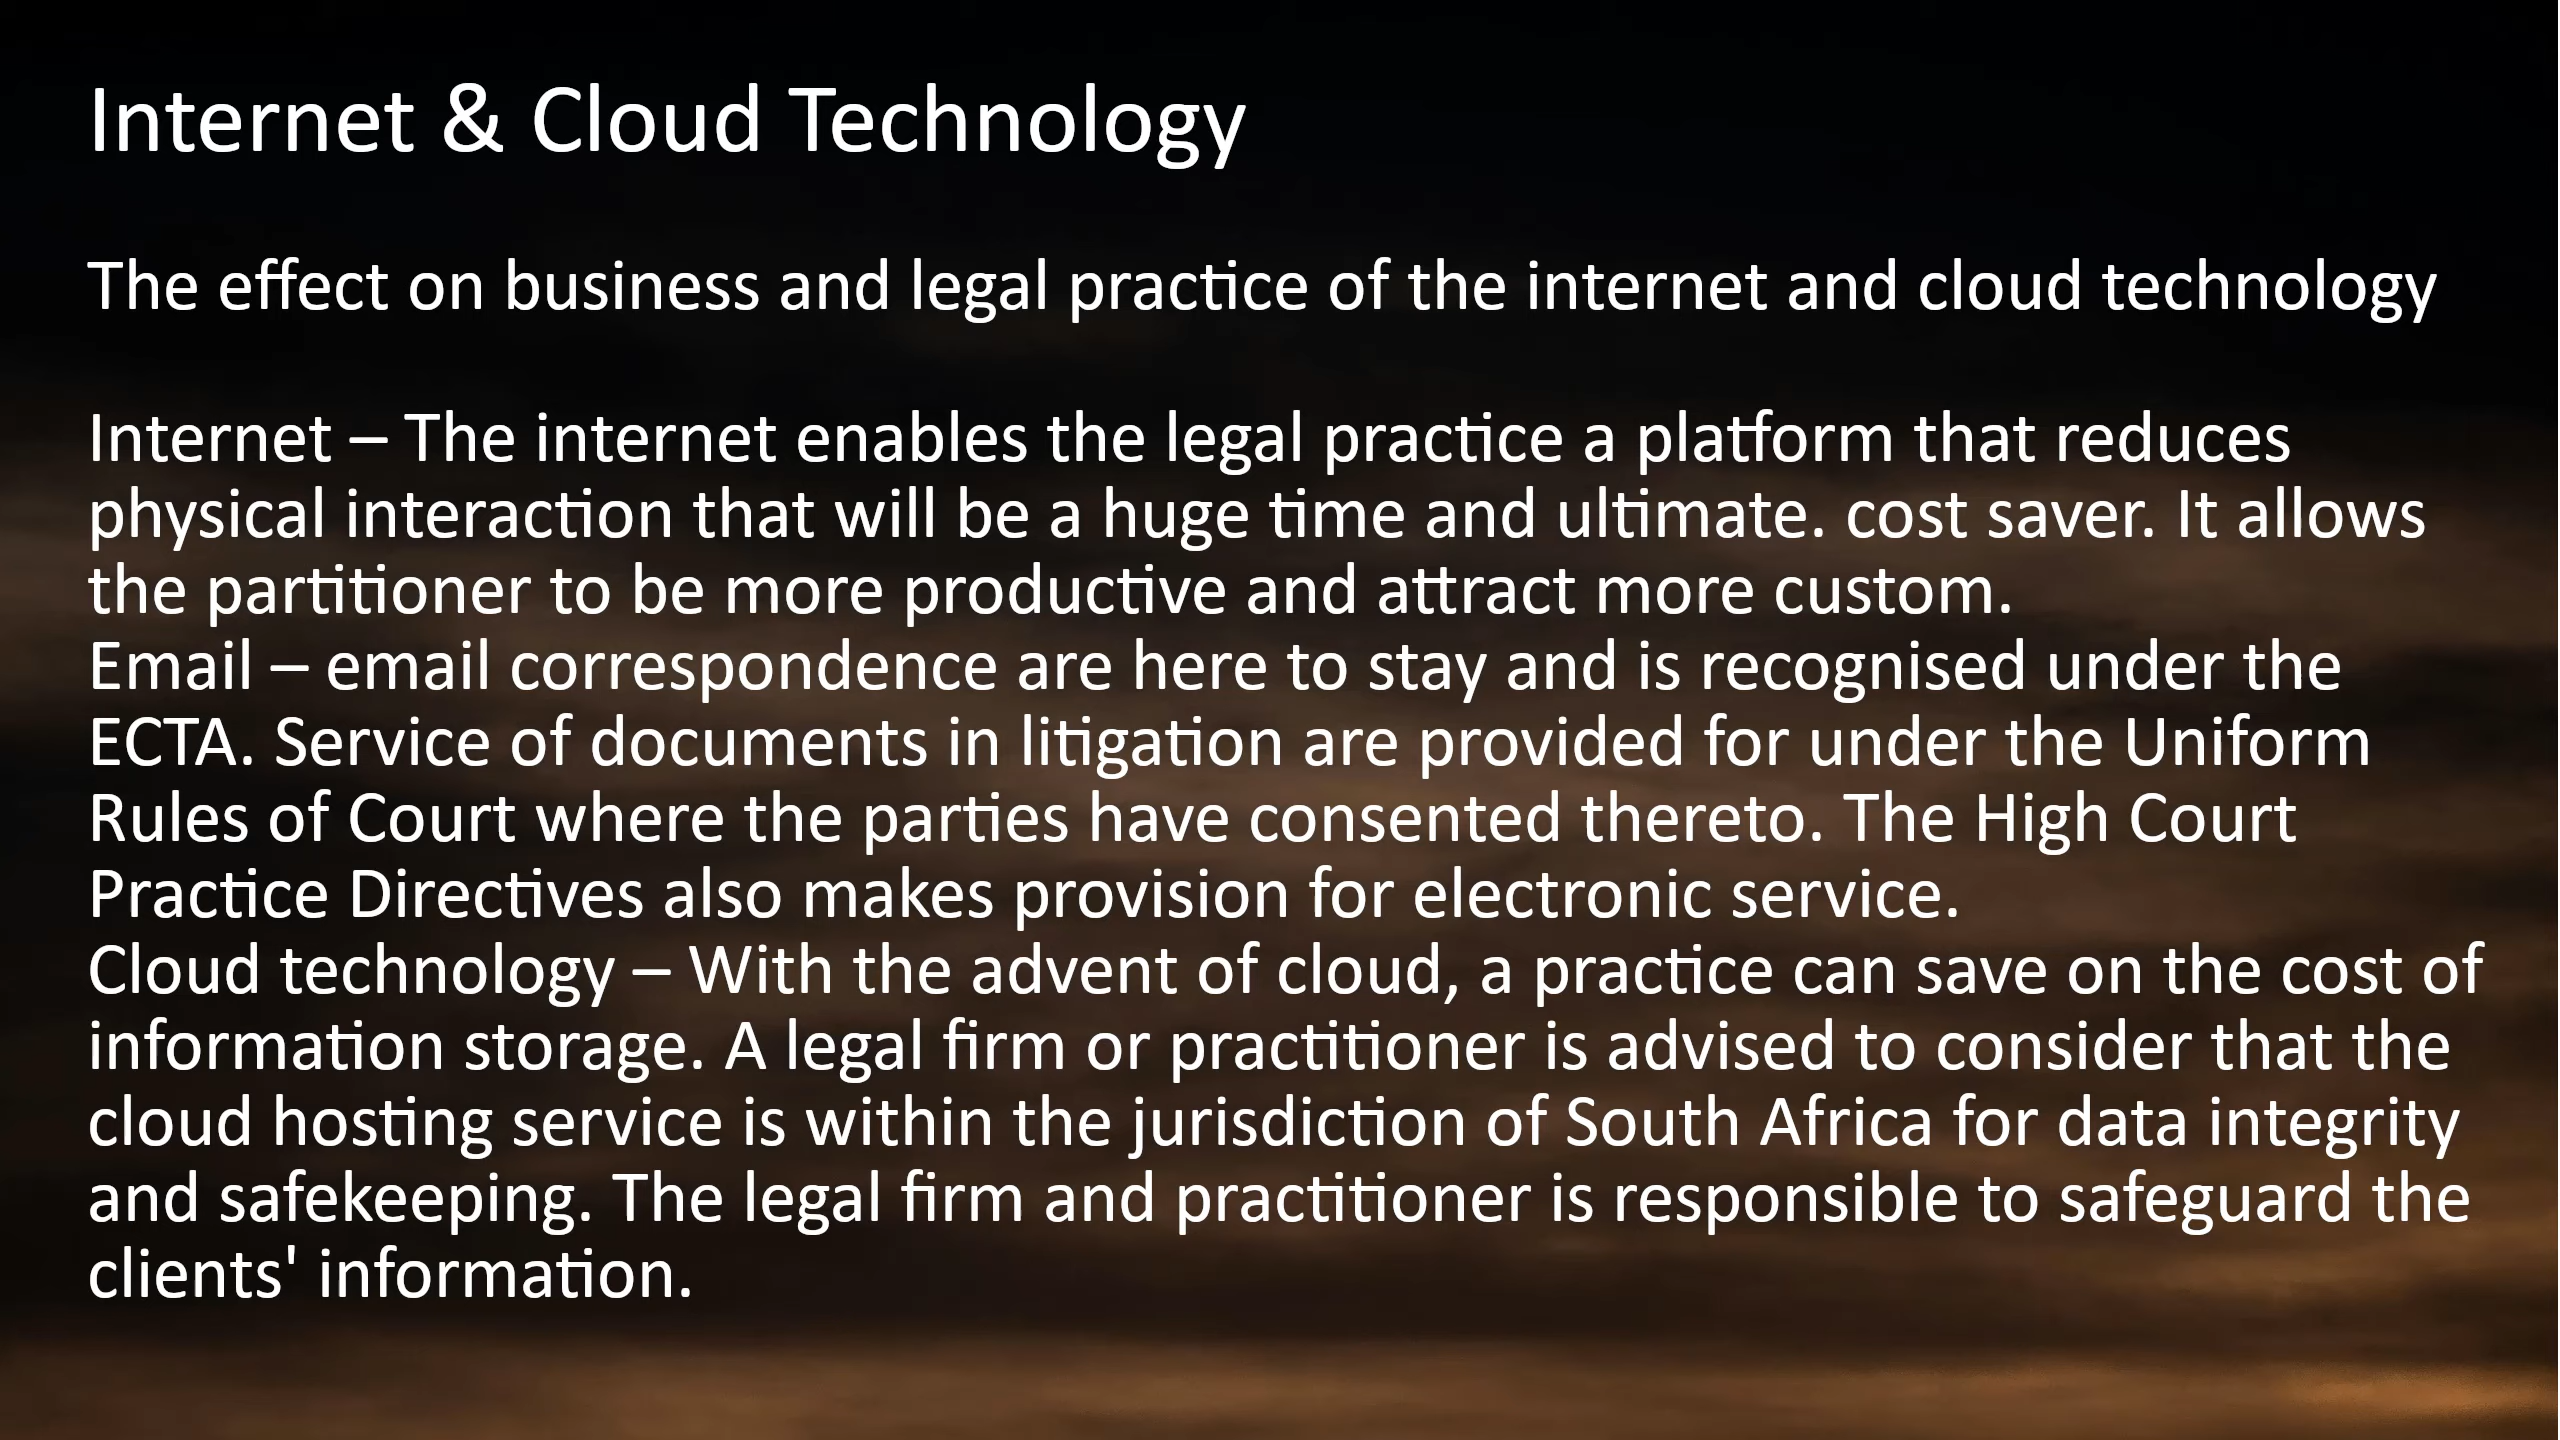 Internet & Cloud Technology
The effect on business and legal practice of the internet and cloud technology
Internet – The internet enables the legal practice a platform that reduces
physical interaction that will be a huge time and ultimate. cost saver. It allows
the partitioner to be more productive and attract more custom.
Email – email correspondence are here to stay and is recognised under the
ECTA. Service of documents in litigation are provided for under the Uniform
Rules of Court where the parties have consented thereto. The High Court
Practice Directives also makes provision for electronic service.
Cloud technology – With the advent of cloud, a practice can save on the cost of
information storage. A legal firm or practitioner is advised to consider that the
cloud hosting service is within the jurisdiction of South Africa for data integrity
and safekeeping. The legal firm and practitioner is responsible to safeguard the
clients' information.